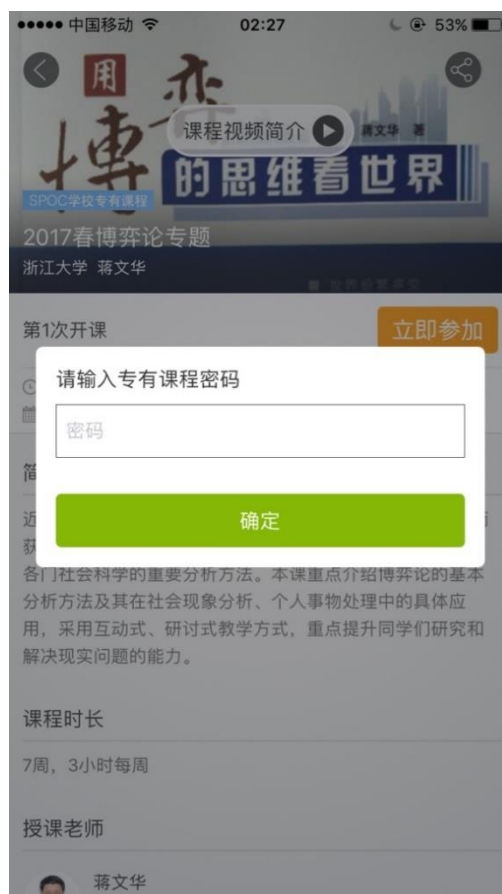 中国移动 02:27 53%
用
博弈
课程视频简介
蒋文华 著
的思维看世界
SPOC学校专有课程
2017春博弈论专题
浙江大学 蒋文华
第1次开课
立即参加
请输入专有课程密码
密码
简
近
确定
获
各门社会科学的重要分析方法。本课重点介绍博弈论的基本
分析方法及其在社会现象分析、个人事物处理中的具体应
用，采用互动式、研讨式教学方式，重点提升同学们研究和
解决现实问题的能力。
课程时长
7周，3小时每周
授课老师
蒋文华